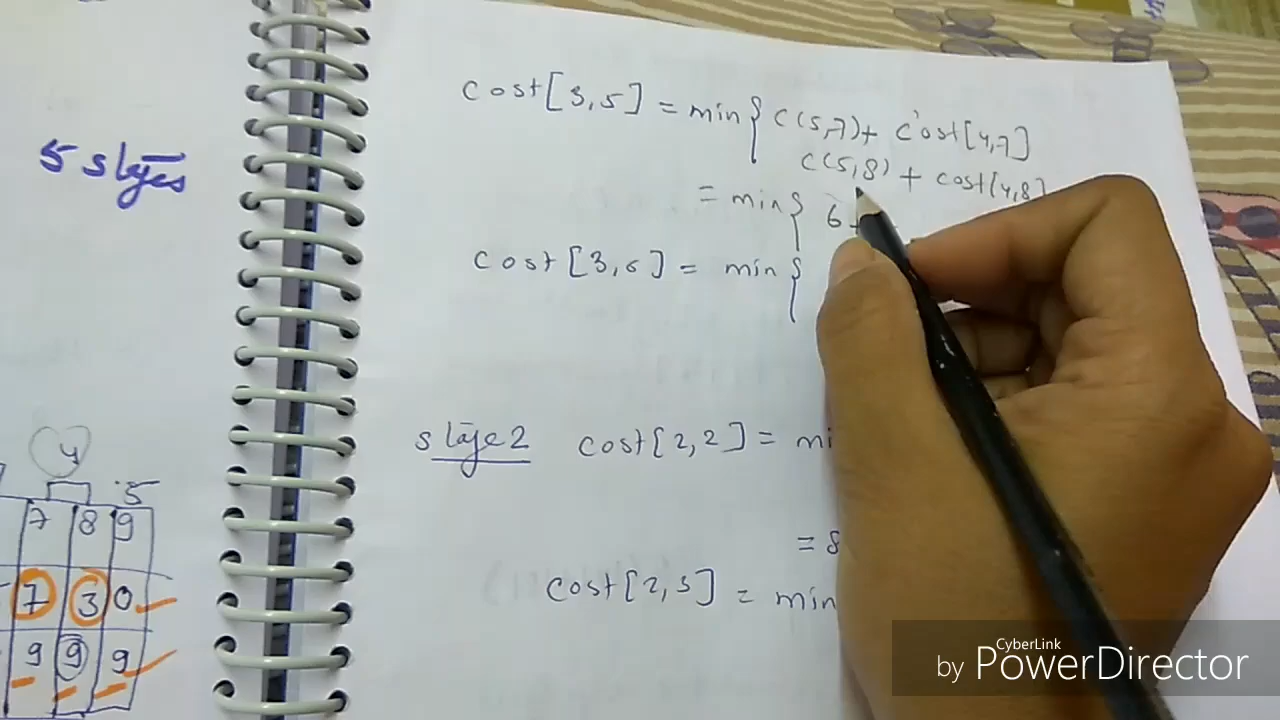 5 stages
cost[3,5] = min{ c(5,7)+ cost[4,7]
c(5,8) + cost[4,8]
= min{ 6+
cost[3,6] = min{
stage2 cost[2,2] = mi
= 8
cost[2,3] = min
4 5
7 8 9
7 3 0
9 9 9
CyberLink
by PowerDirector